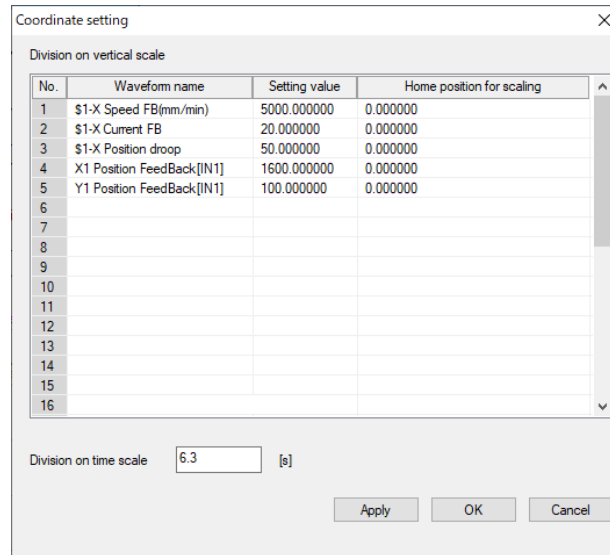 Coordinate setting
Division on vertical scale
No. Waveform name Setting value Home position for scaling
1 $1-X Speed FB(mm/min) 5000.000000 0.000000
2 $1-X Current FB 20.000000 0.000000
3 $1-X Position droop 50.000000 0.000000
4 X1 Position FeedBack[IN1] 1600.000000 0.000000
5 Y1 Position FeedBack[IN1] 100.000000 0.000000
6
7
8
9
10
11
12
13
14
15
16
Division on time scale 6.3 [s]
Apply OK Cancel